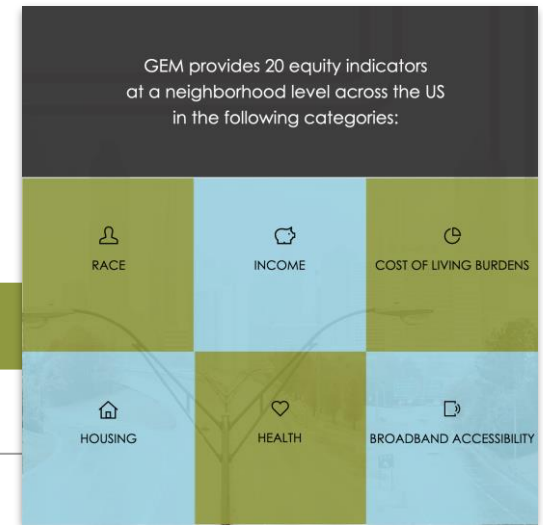 GEM provides 20 equity indicators
at a neighborhood level across the US
in the following categories:
RACE
INCOME
COST OF LIVING BURDENS
HOUSING
HEALTH
BROADBAND ACCESSIBILITY